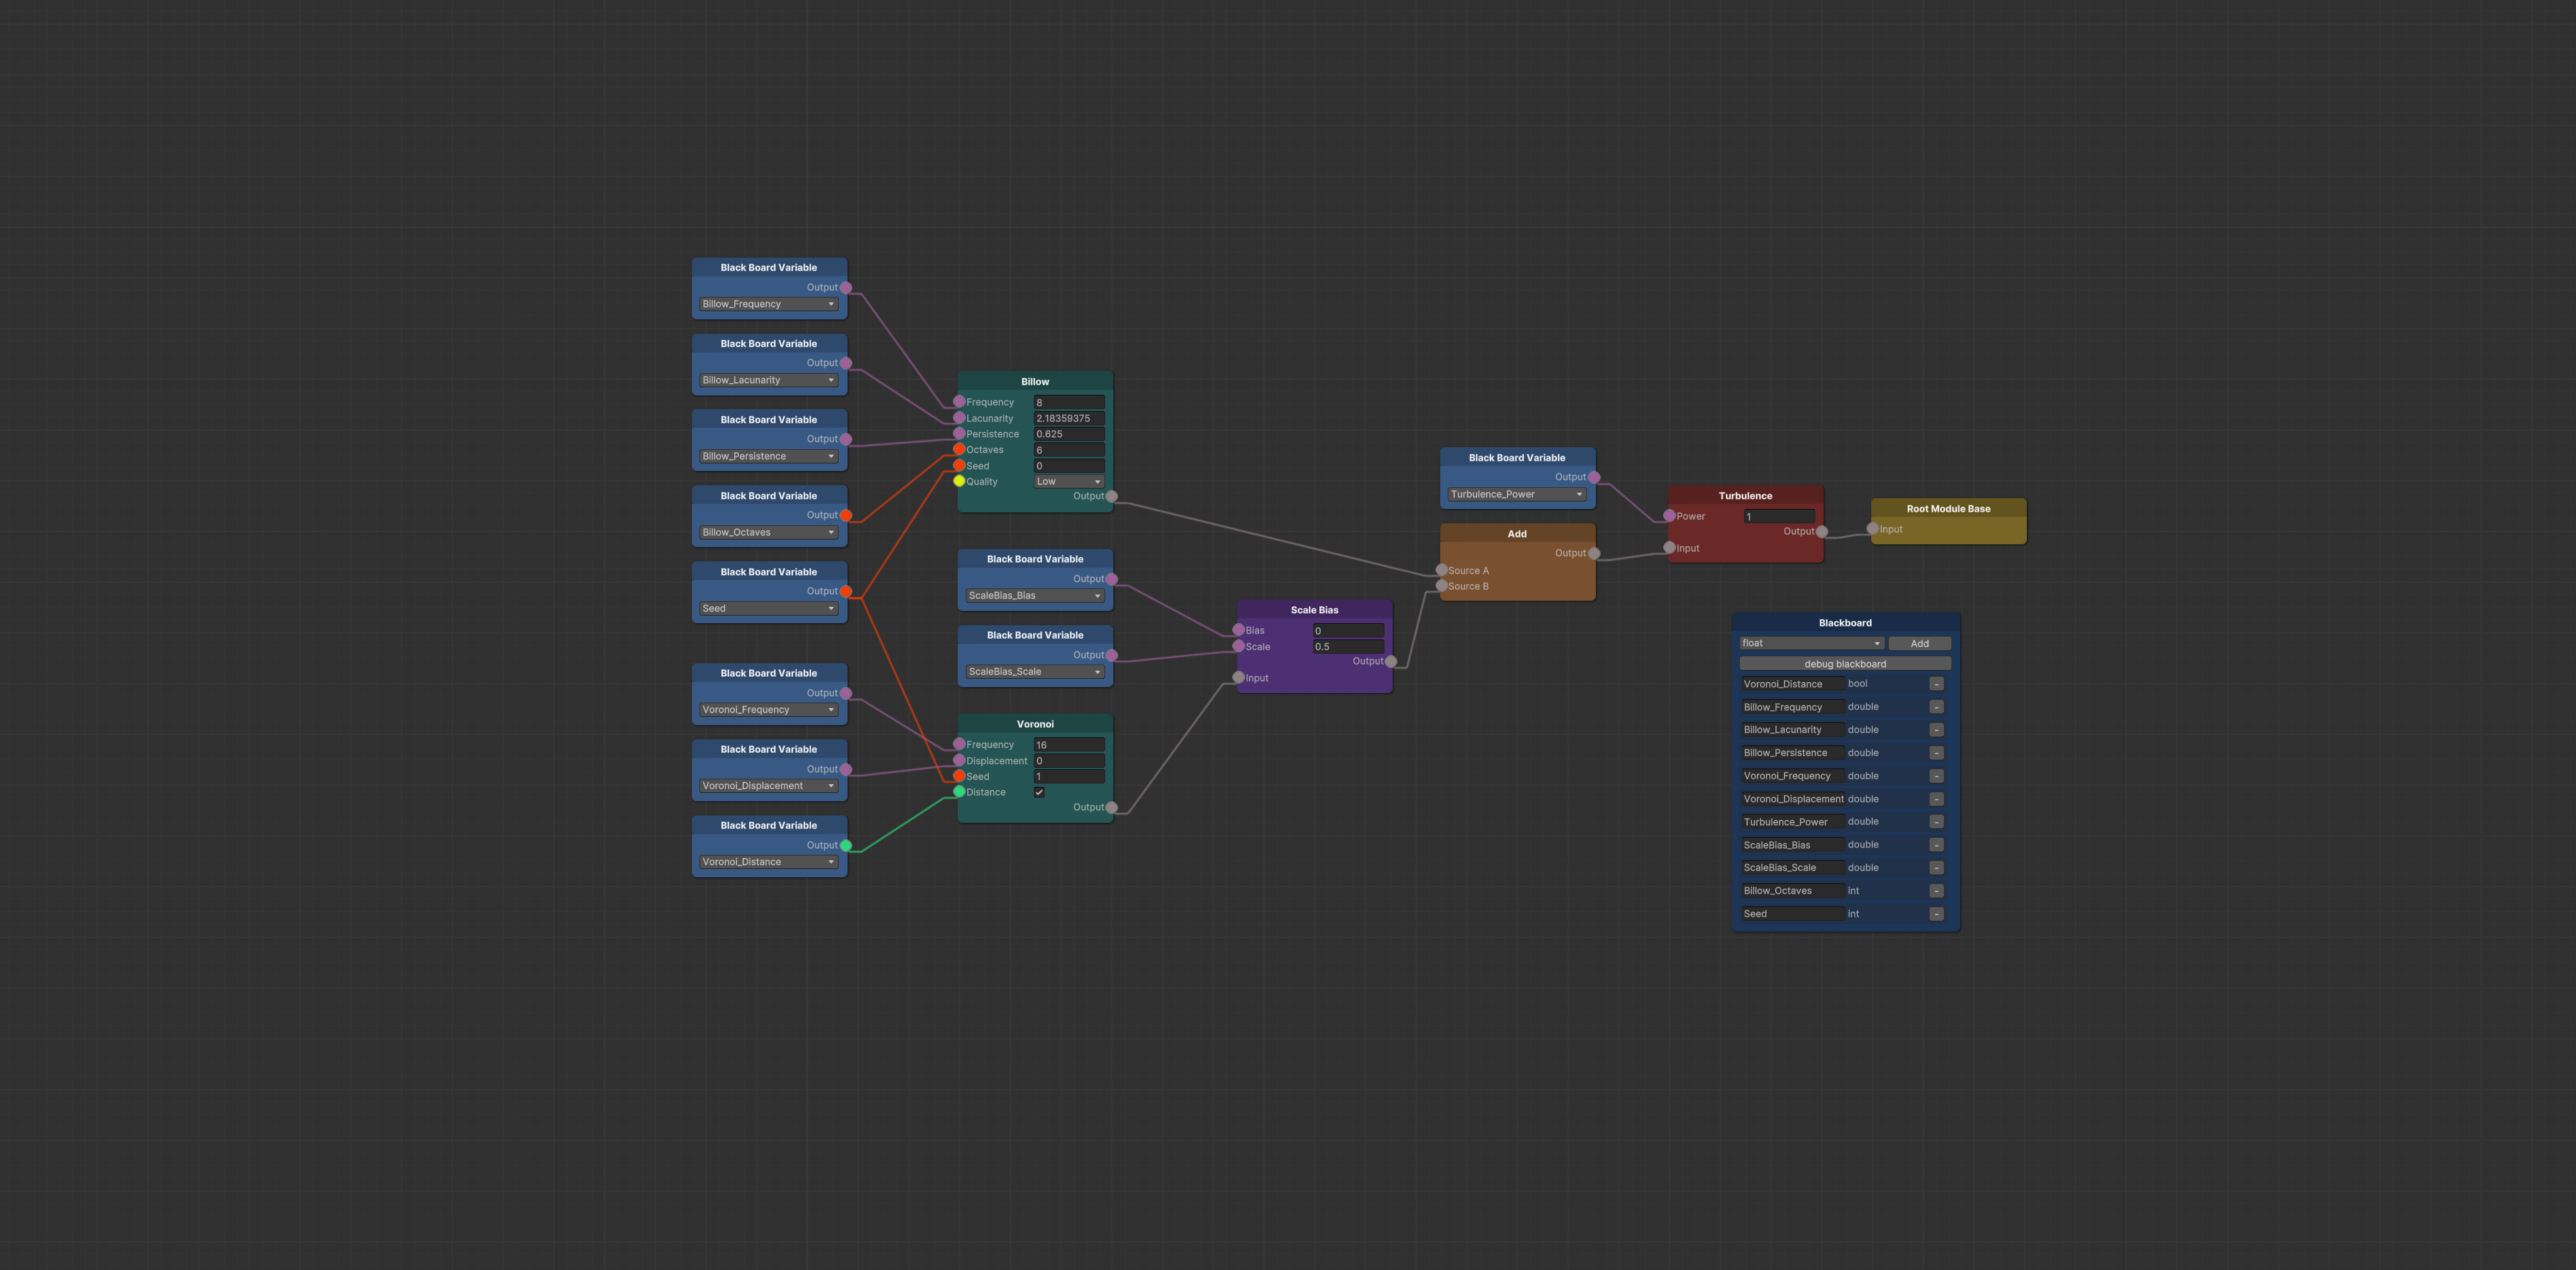 Black Board Variable
Output
Billow_Frequency
Black Board Variable
Output
Billow_Lacunarity
Black Board Variable
Output
Billow_Persistence
Black Board Variable
Output
Billow_Octaves
Black Board Variable
Output
Seed
Black Board Variable
Output
Voronoi_Frequency
Black Board Variable
Output
Voronoi_Displacement
Black Board Variable
Output
Voronoi_Distance
Billow
Frequency 8
Lacunarity 2.18359375
Persistence 0.625
Octaves 6
Seed 0
Quality Low
Output
Black Board Variable
Output
ScaleBias_Bias
Black Board Variable
Output
ScaleBias_Scale
Voronoi
Frequency 16
Displacement 0
Seed 1
Distance
Output
Scale Bias
Bias 0
Scale 0.5
Output
Input
Black Board Variable
Output
Turbulence_Power
Add
Output
Source A
Source B
Turbulence
Power 1
Output
Input
Root Module Base
Input
Blackboard
float Add
debug blackboard
Voronoi_Distance bool -
Billow_Frequency double -
Billow_Lacunarity double -
Billow_Persistence double -
Voronoi_Frequency double -
Voronoi_Displacement double -
Turbulence_Power double -
ScaleBias_Bias double -
ScaleBias_Scale double -
Billow_Octaves int -
Seed int -